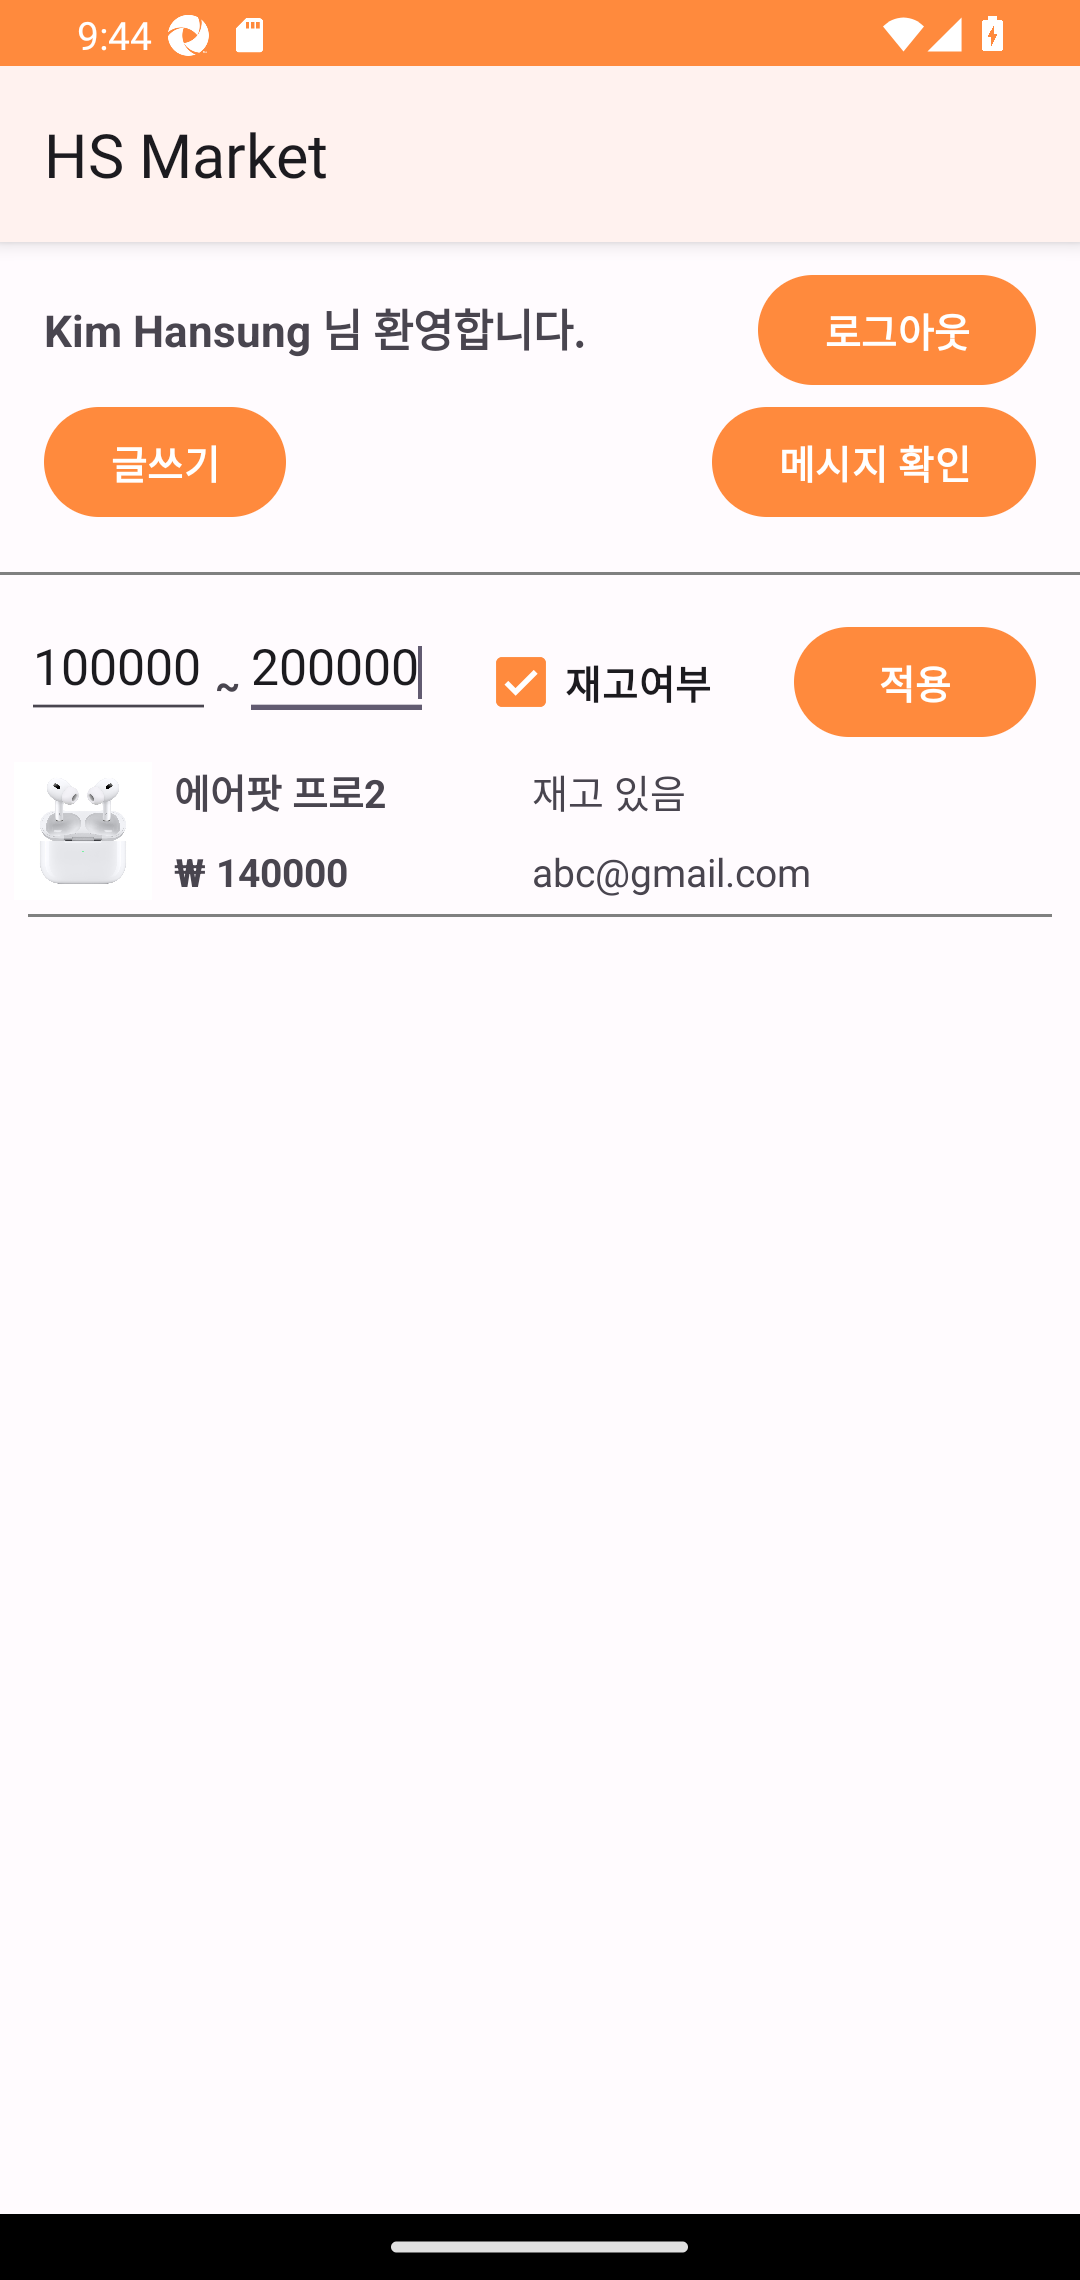 9:44
HS Market
Kim Hansung 님 환영합니다.
로그아웃
글쓰기
메시지 확인
100000 ~ 200000
재고여부
적용
에어팟 프로2
재고 있음
₩ 140000
abc@gmail.com